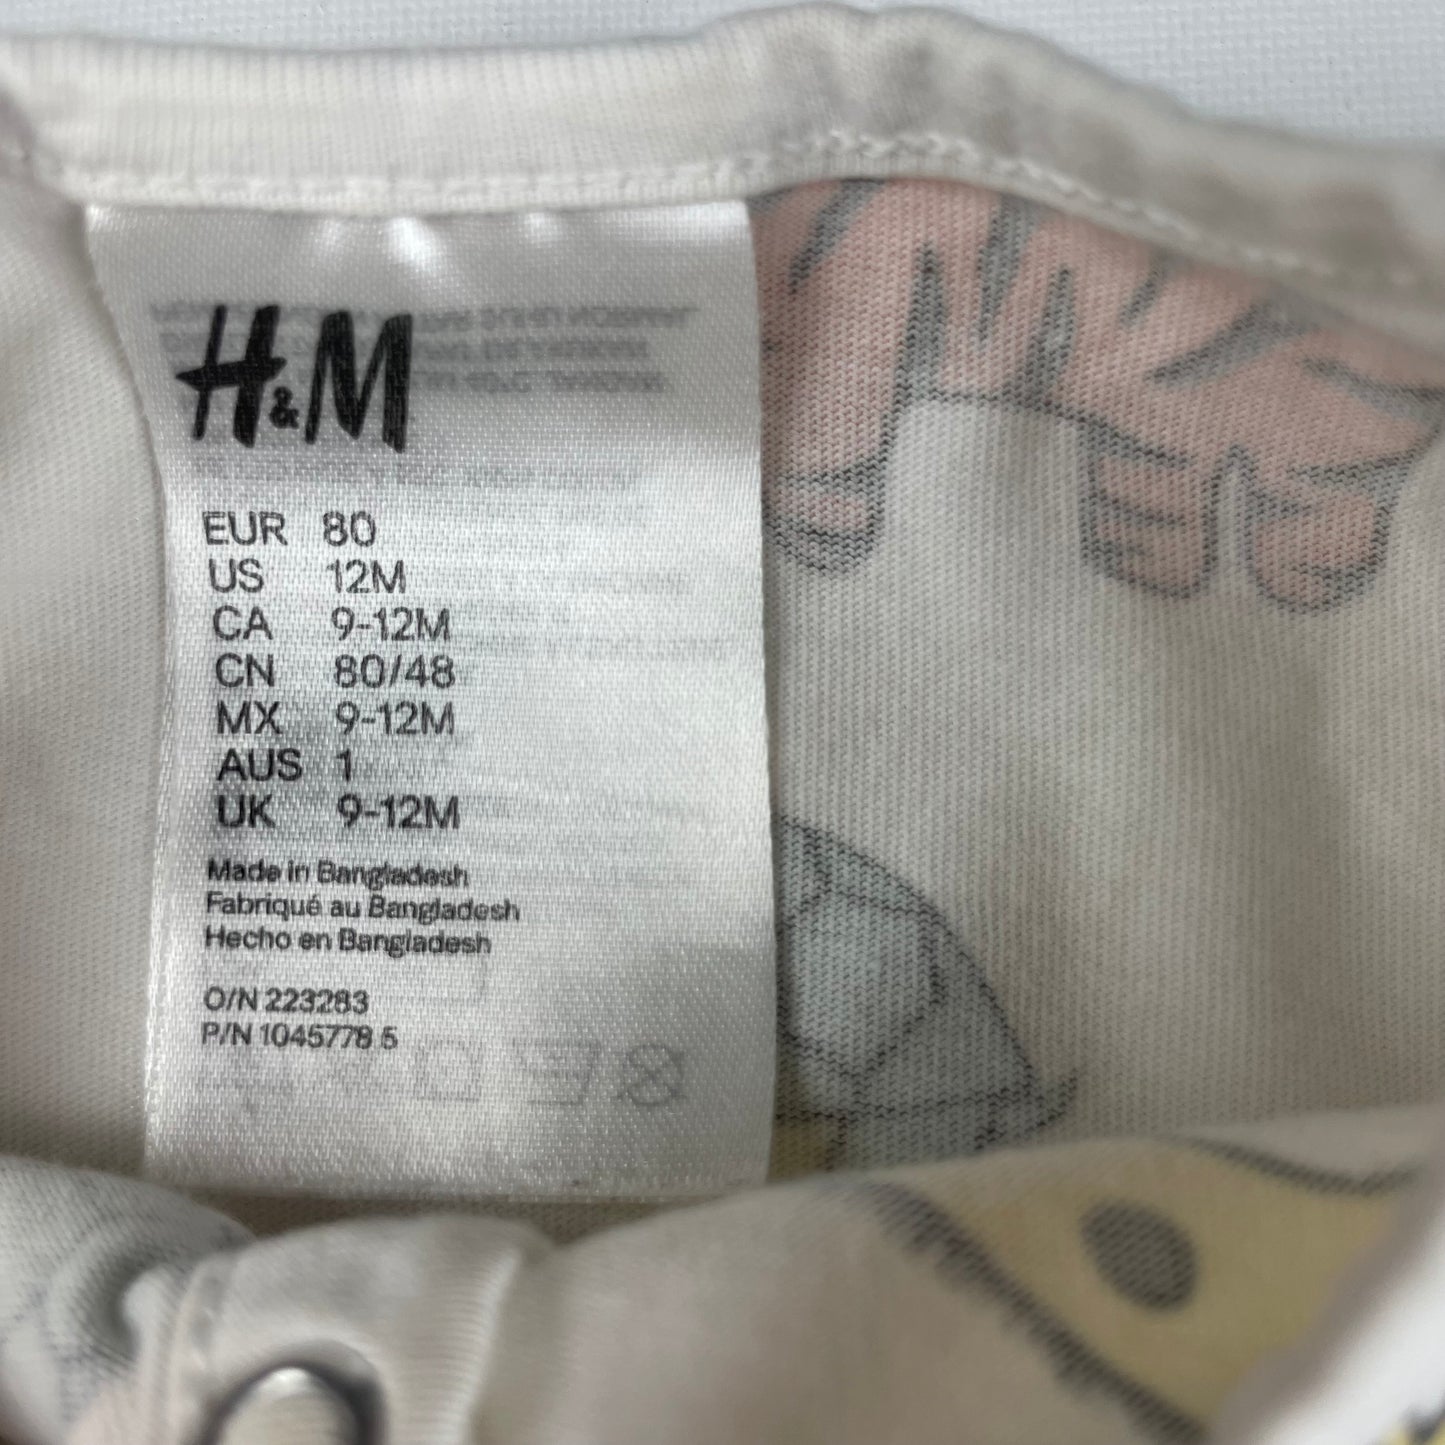 H&M
EUR 80
US 12M
CA 9-12M
CN 80/48
MX 9-12M
AUS 1
UK 9-12M
Made in Bangladesh
Fabriqué au Bangladesh
Hecho en Bangladesh
O/N 223283
P/N 1045778 5